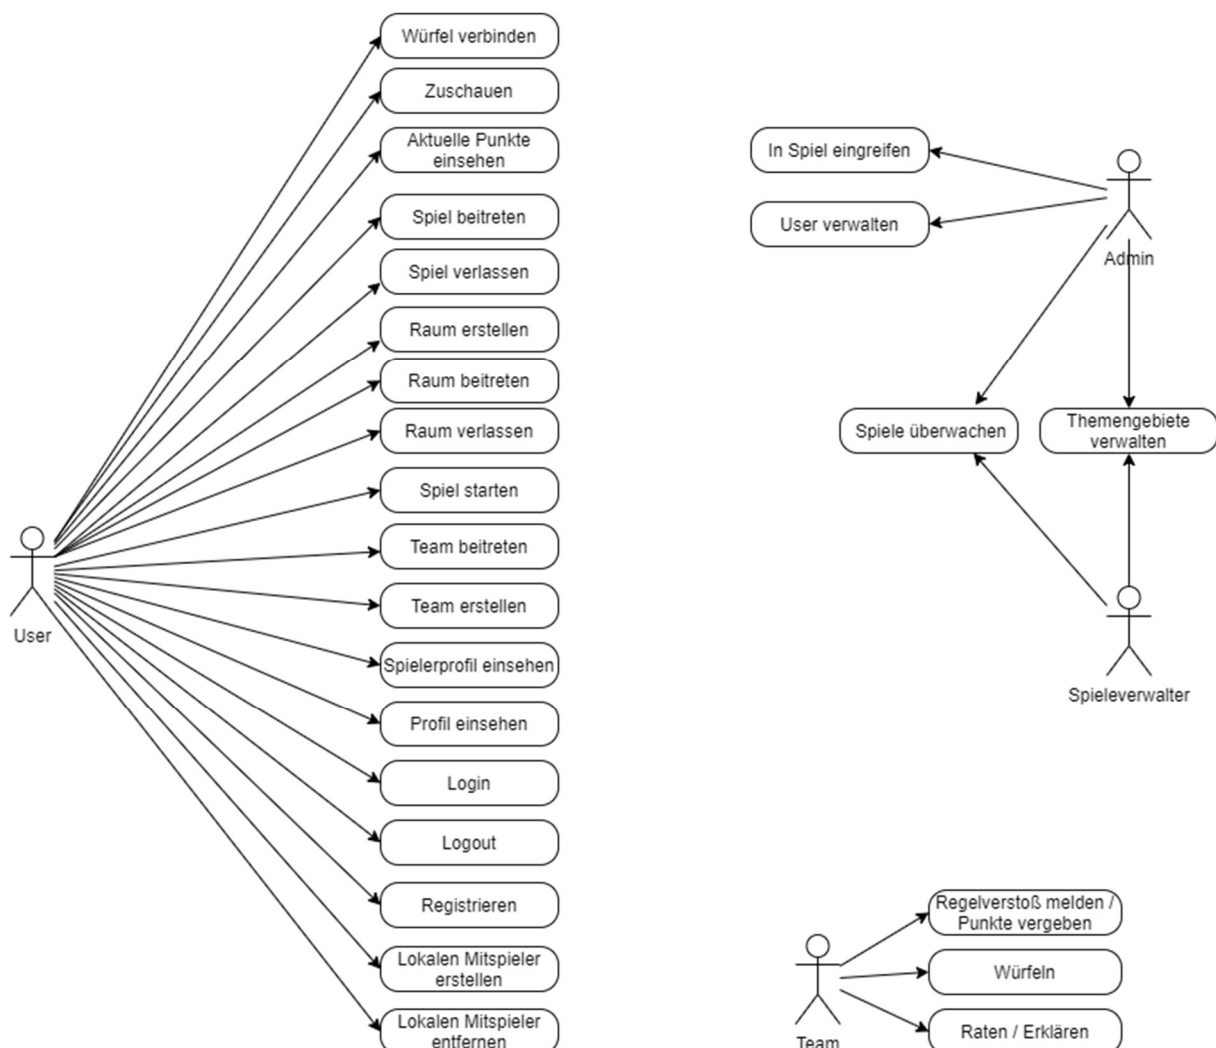 Würfel verbinden
Zuschauen
Aktuelle Punkte
einsehen
Spiel beitreten
Spiel verlassen
Raum erstellen
Raum beitreten
Raum verlassen
Spiel starten
Team beitreten
Team erstellen
Spielerprofil einsehen
Profil einsehen
Login
Logout
Registrieren
Lokalen Mitspieler
erstellen
Lokalen Mitspieler
entfernen
User
In Spiel eingreifen
User verwalten
Admin
Spiele überwachen
Themengebiete
verwalten
Spieleverwalter
Regelverstoß melden /
Punkte vergeben
Würfeln
Raten / Erklären
Team